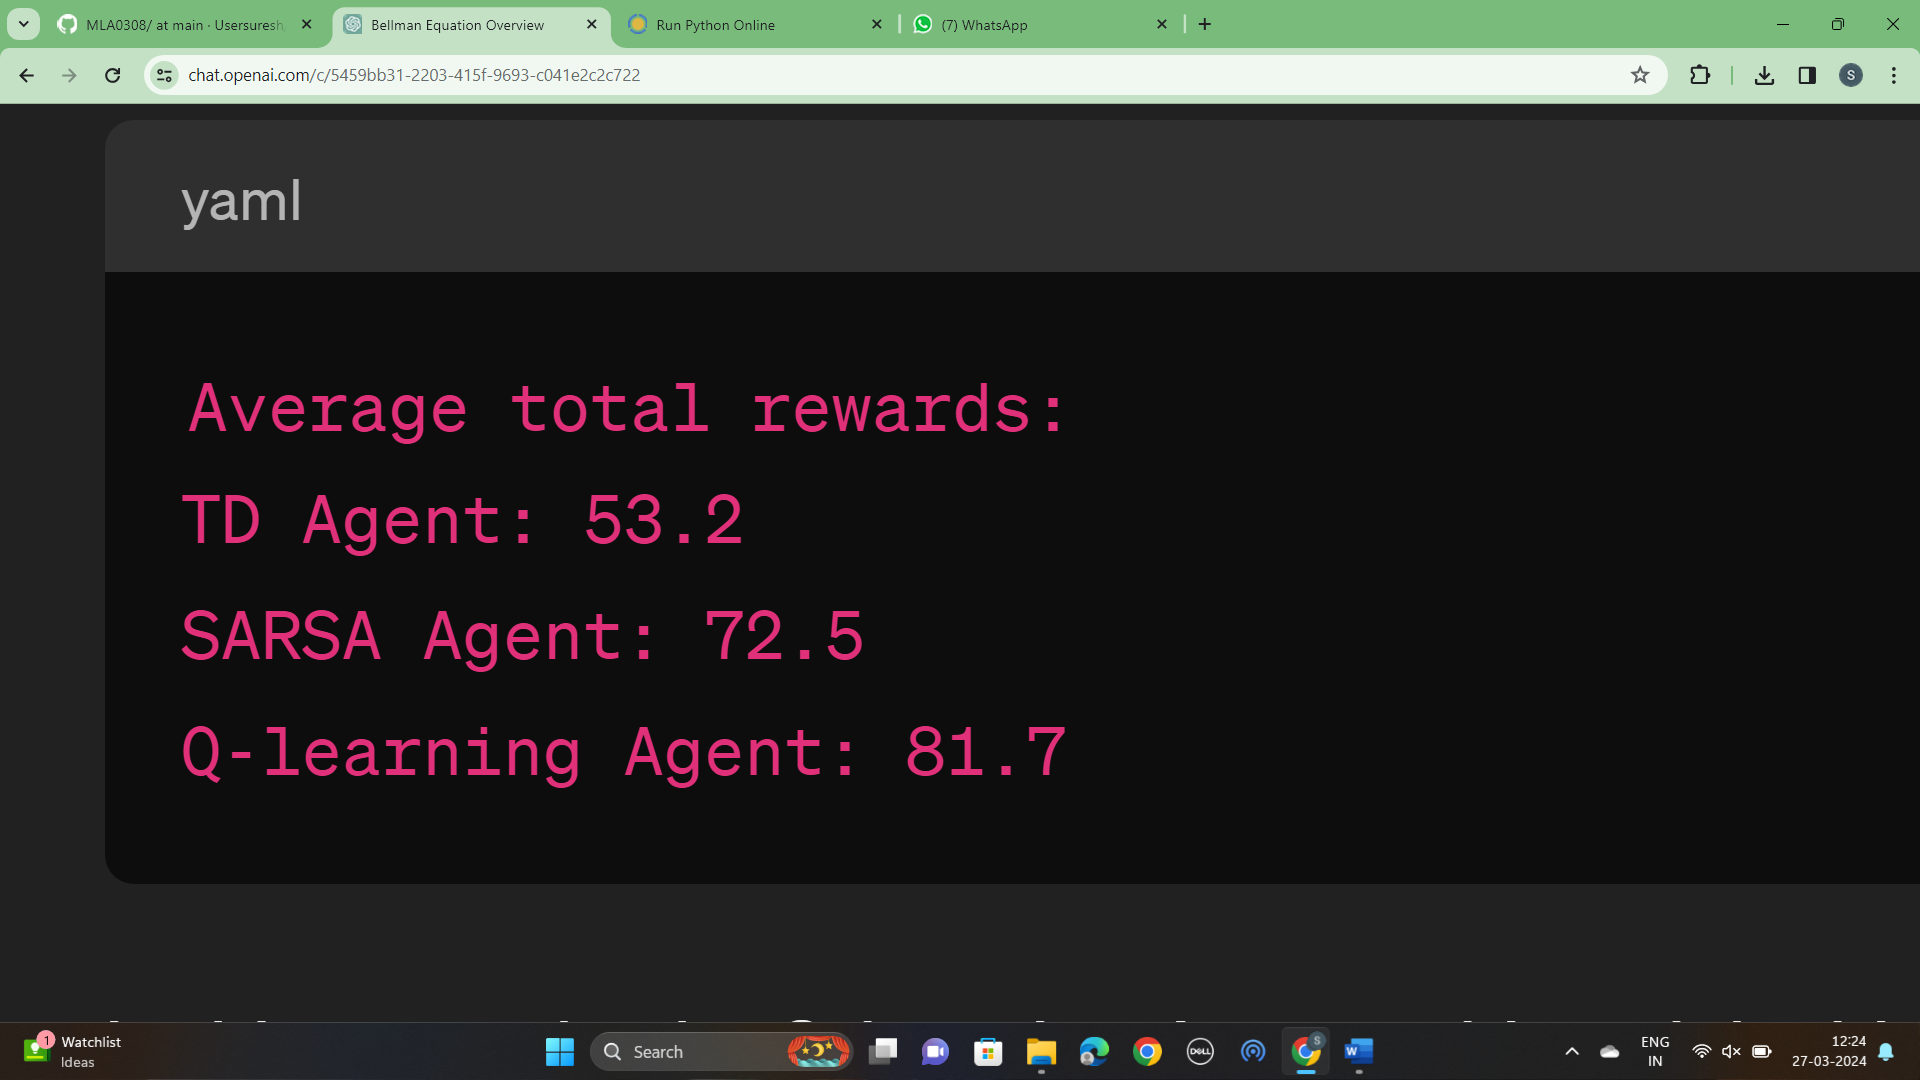 MLA0308/ at main · Usersuresh
Bellman Equation Overview
Run Python Online
(7) WhatsApp
chat.openai.com/c/5459bb31-2203-415f-9693-c041e2c2c722
S
yaml
Average total rewards:
TD Agent: 53.2
SARSA Agent: 72.5
Q-learning Agent: 81.7
1
Watchlist
Ideas
Search
DELL
S
W
ENG
IN
12:24
27-03-2024